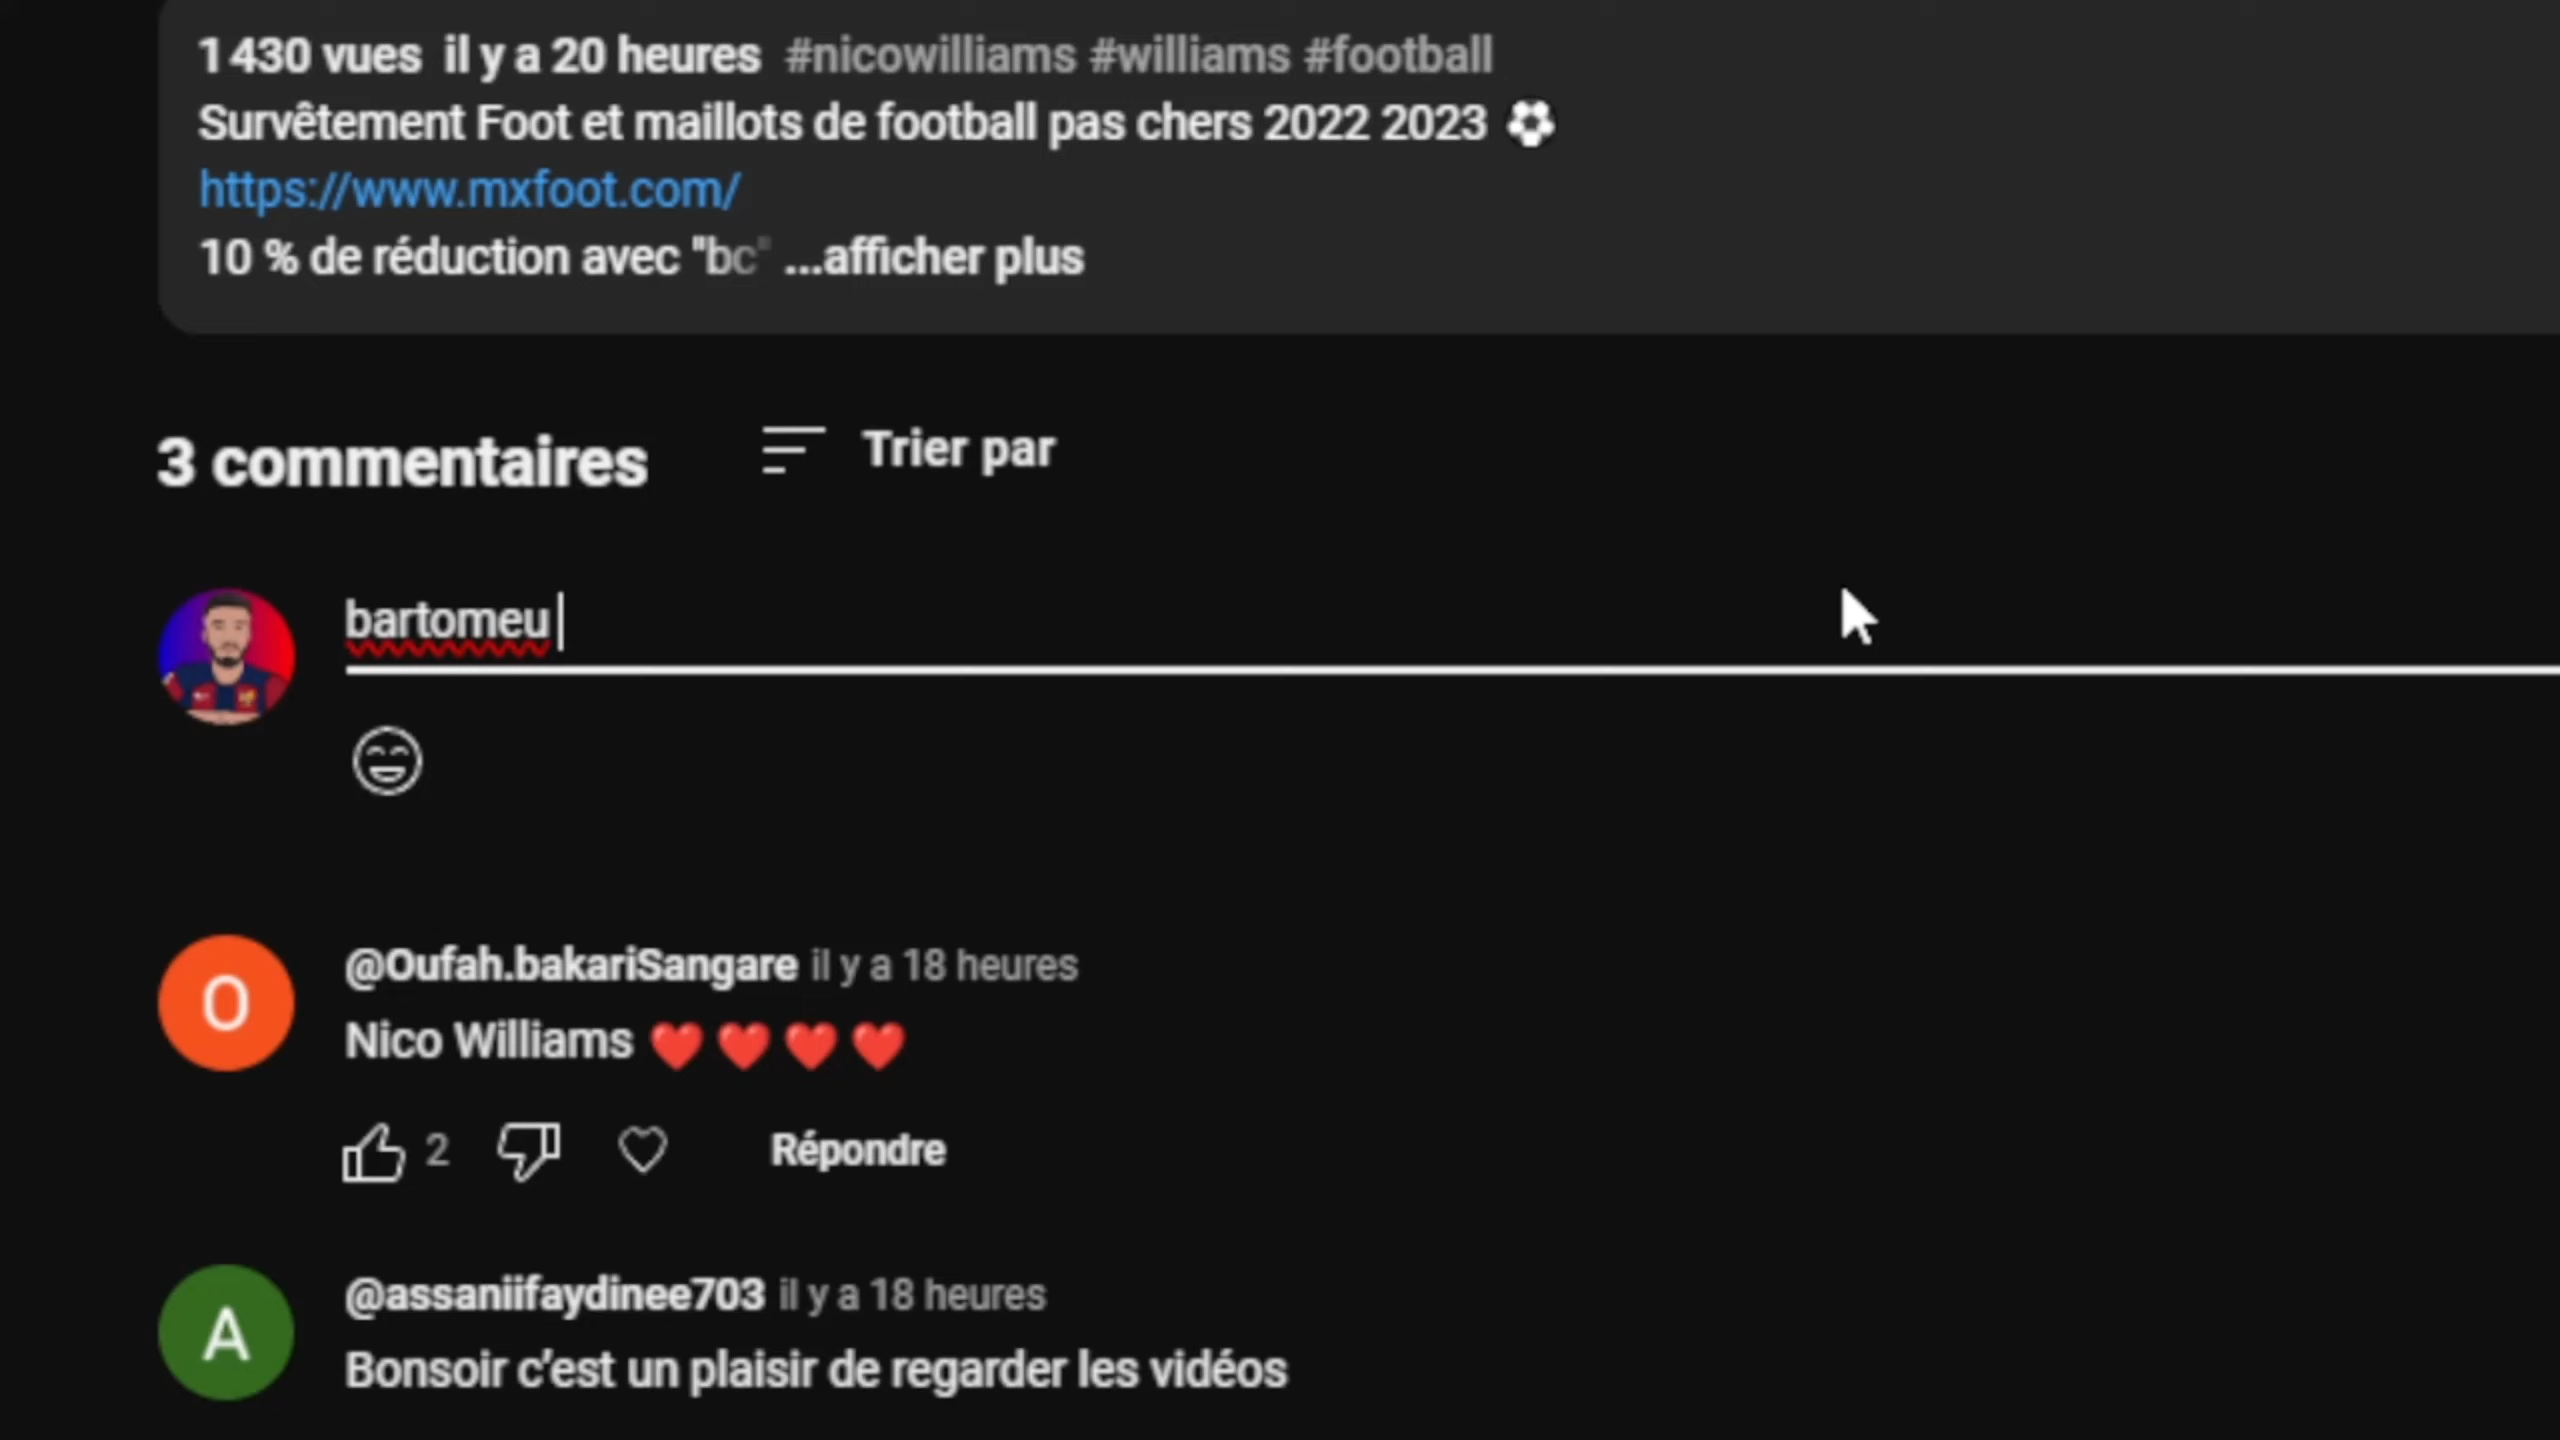 1 430 vues il y a 20 heures #nicowilliams #williams #football
Survêtement Foot et maillots de football pas chers 2022 2023
https://www.mxfoot.com/
10 % de réduction avec "bc" ...afficher plus
3 commentaires Trier par
bartomeu
O @Oufah.bakariSangare il y a 18 heures
Nico Williams ❤️ ❤️ ❤️ ❤️
2 Répondre
A @assaniifaydinee703 il y a 18 heures
Bonsoir c'est un plaisir de regarder les vidéos